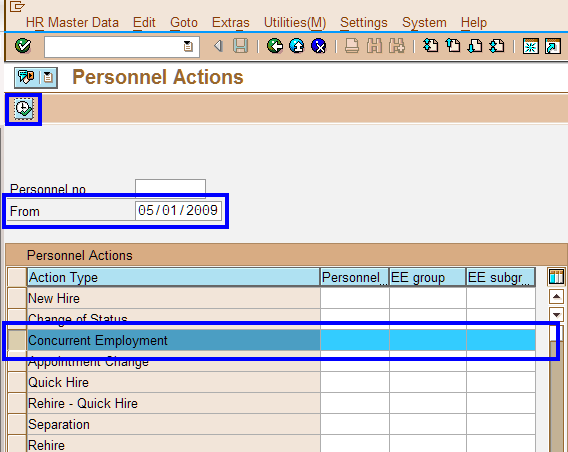 HR Master Data Edit Goto Extras Utilities(M) Settings System Help
Personnel Actions
Personnel no
From 05/01/2009
Personnel Actions
Action Type Personnel ... EE group EE subgr...
New Hire
Change of Status
Concurrent Employment
Appointment Change
Quick Hire
Rehire - Quick Hire
Separation
Rehire